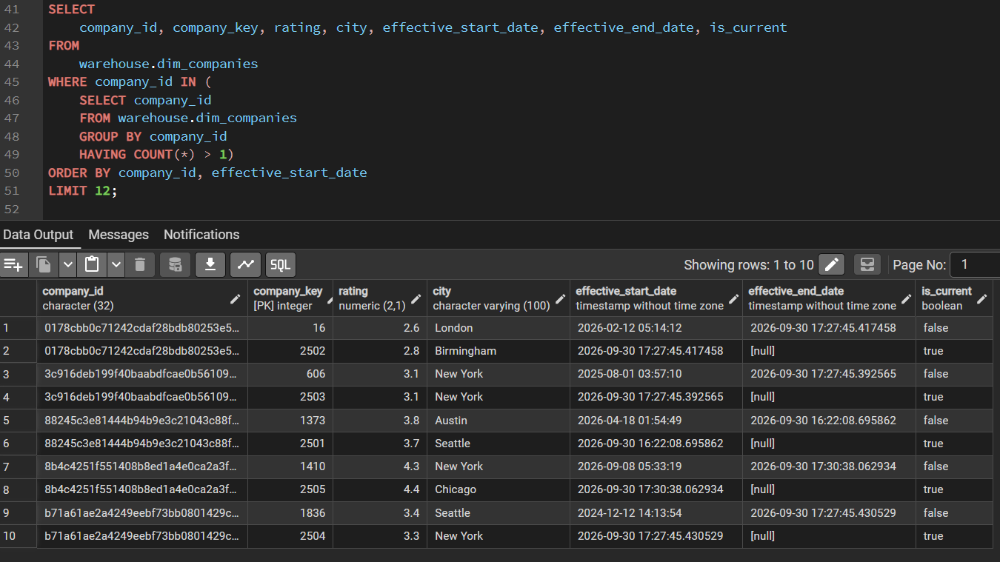 41 SELECT
42 company_id, company_key, rating, city, effective_start_date, effective_end_date, is_current
43 FROM
44 warehouse.dim_companies
45 WHERE company_id IN (
46 SELECT company_id
47 FROM warehouse.dim_companies
48 GROUP BY company_id
49 HAVING COUNT(*) > 1)
50 ORDER BY company_id, effective_start_date
51 LIMIT 12;
52
Data Output Messages Notifications
SQL Showing rows: 1 to 10 Page No: 1
company_id company_key rating city effective_start_date effective_end_date is_current
character (32) [PK] integer numeric (2,1) character varying (100) timestamp without time zone timestamp without time zone boolean
1 0178cbb0c71242cdaf28bdb80253e5... 16 2.6 London 2026-02-12 05:14:12 2026-09-30 17:27:45.417458 false
2 0178cbb0c71242cdaf28bdb80253e5... 2502 2.8 Birmingham 2026-09-30 17:27:45.417458 [null] true
3 3c916deb199f40baabdfcae0b56109... 606 3.1 New York 2025-08-01 03:57:10 2026-09-30 17:27:45.392565 false
4 3c916deb199f40baabdfcae0b56109... 2503 3.1 New York 2026-09-30 17:27:45.392565 [null] true
5 88245c3e81444b94b9e3c21043c88f... 1373 3.8 Austin 2026-04-18 01:54:49 2026-09-30 16:22:08.695862 false
6 88245c3e81444b94b9e3c21043c88f... 2501 3.7 Seattle 2026-09-30 16:22:08.695862 [null] true
7 8b4c4251f551408b8ed1a4e0ca2a3f... 1410 4.3 New York 2026-09-08 05:33:19 2026-09-30 17:30:38.062934 false
8 8b4c4251f551408b8ed1a4e0ca2a3f... 2505 4.4 Chicago 2026-09-30 17:30:38.062934 [null] true
9 b71a61ae2a4249eebf73bb0801429c... 1836 3.4 Seattle 2024-12-12 14:13:54 2026-09-30 17:27:45.430529 false
10 b71a61ae2a4249eebf73bb0801429c... 2504 3.3 New York 2026-09-30 17:27:45.430529 [null] true